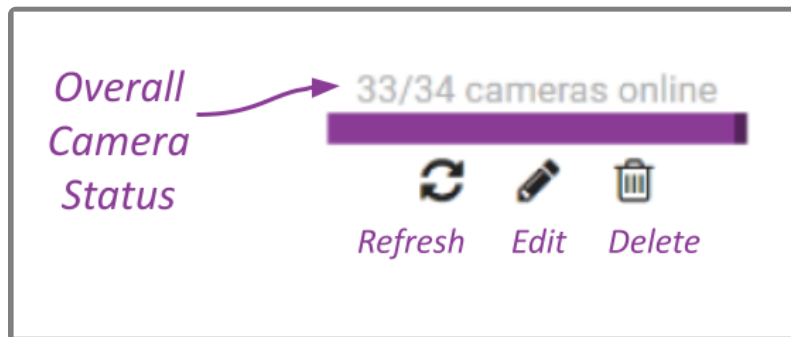 Overall
Camera
Status
33/34 cameras online
Refresh Edit Delete